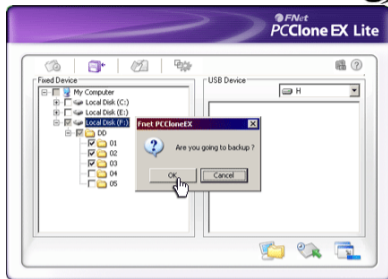 FNet
PCClone EX Lite
Fixed Device
USB Device
My Computer
H
Local Disk (C:)
Local Disk (E:)
Local Disk (F:)
DD
01
02
03
04
05
Fnet PCCloneEX
Are you going to backup ?
OK
Cancel